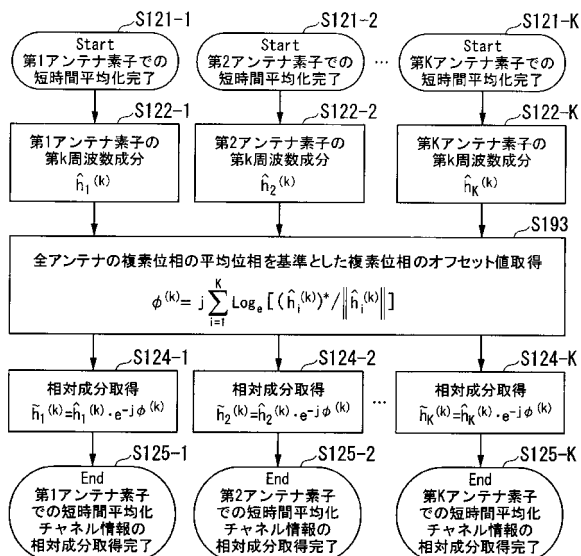 S121-1
S121-2
S121-K
Start
第1アンテナ素子での
短時間平均化完了
Start
第2アンテナ素子での
短時間平均化完了
…
Start
第Kアンテナ素子での
短時間平均化完了
S122-1
S122-2
S122-K
第1アンテナ素子の
第k周波数成分
ĥ₁⁽ᵏ⁾
第2アンテナ素子の
第k周波数成分
ĥ₂⁽ᵏ⁾
第Kアンテナ素子の
第k周波数成分
ĥ_K⁽ᵏ⁾
S193
全アンテナの複素位相の平均位相を基準とした複素位相のオフセット値取得
φ⁽ᵏ⁾= j∑_{i=1}^{K} Log_e[(ĥ_i⁽ᵏ⁾)*/‖ĥ_i⁽ᵏ⁾‖]
S124-1
S124-2
S124-K
相対成分取得
h̃₁⁽ᵏ⁾=ĥ₁⁽ᵏ⁾・e^{-jφ⁽ᵏ⁾}
相対成分取得
h̃₂⁽ᵏ⁾=ĥ₂⁽ᵏ⁾・e^{-jφ⁽ᵏ⁾}
…
相対成分取得
h̃_K⁽ᵏ⁾=ĥ_K⁽ᵏ⁾・e^{-jφ⁽ᵏ⁾}
S125-1
S125-2
S125-K
End
第1アンテナ素子
での短時間平均化
チャネル情報の
相対成分取得完了
End
第2アンテナ素子
での短時間平均化
チャネル情報の
相対成分取得完了
End
第Kアンテナ素子
での短時間平均化
チャネル情報の
相対成分取得完了